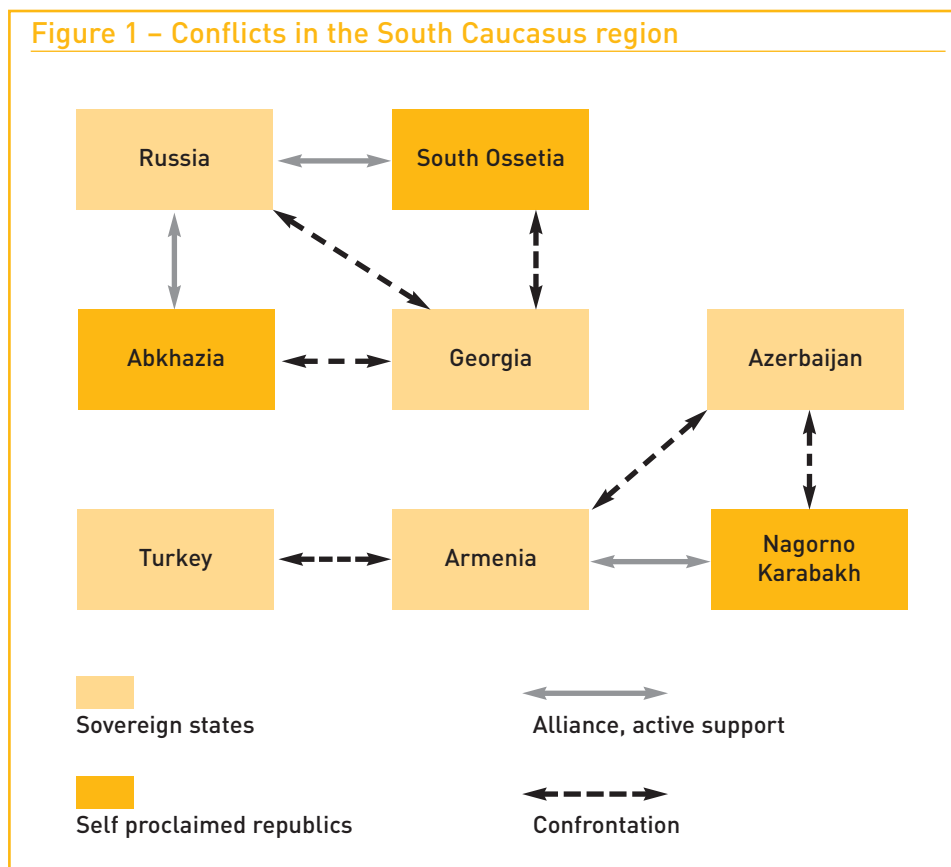 Figure 1 – Conflicts in the South Caucasus region
Russia
South Ossetia
Abkhazia
Georgia
Azerbaijan
Turkey
Armenia
Nagorno
Karabakh
Sovereign states
Alliance, active support
Self proclaimed republics
Confrontation